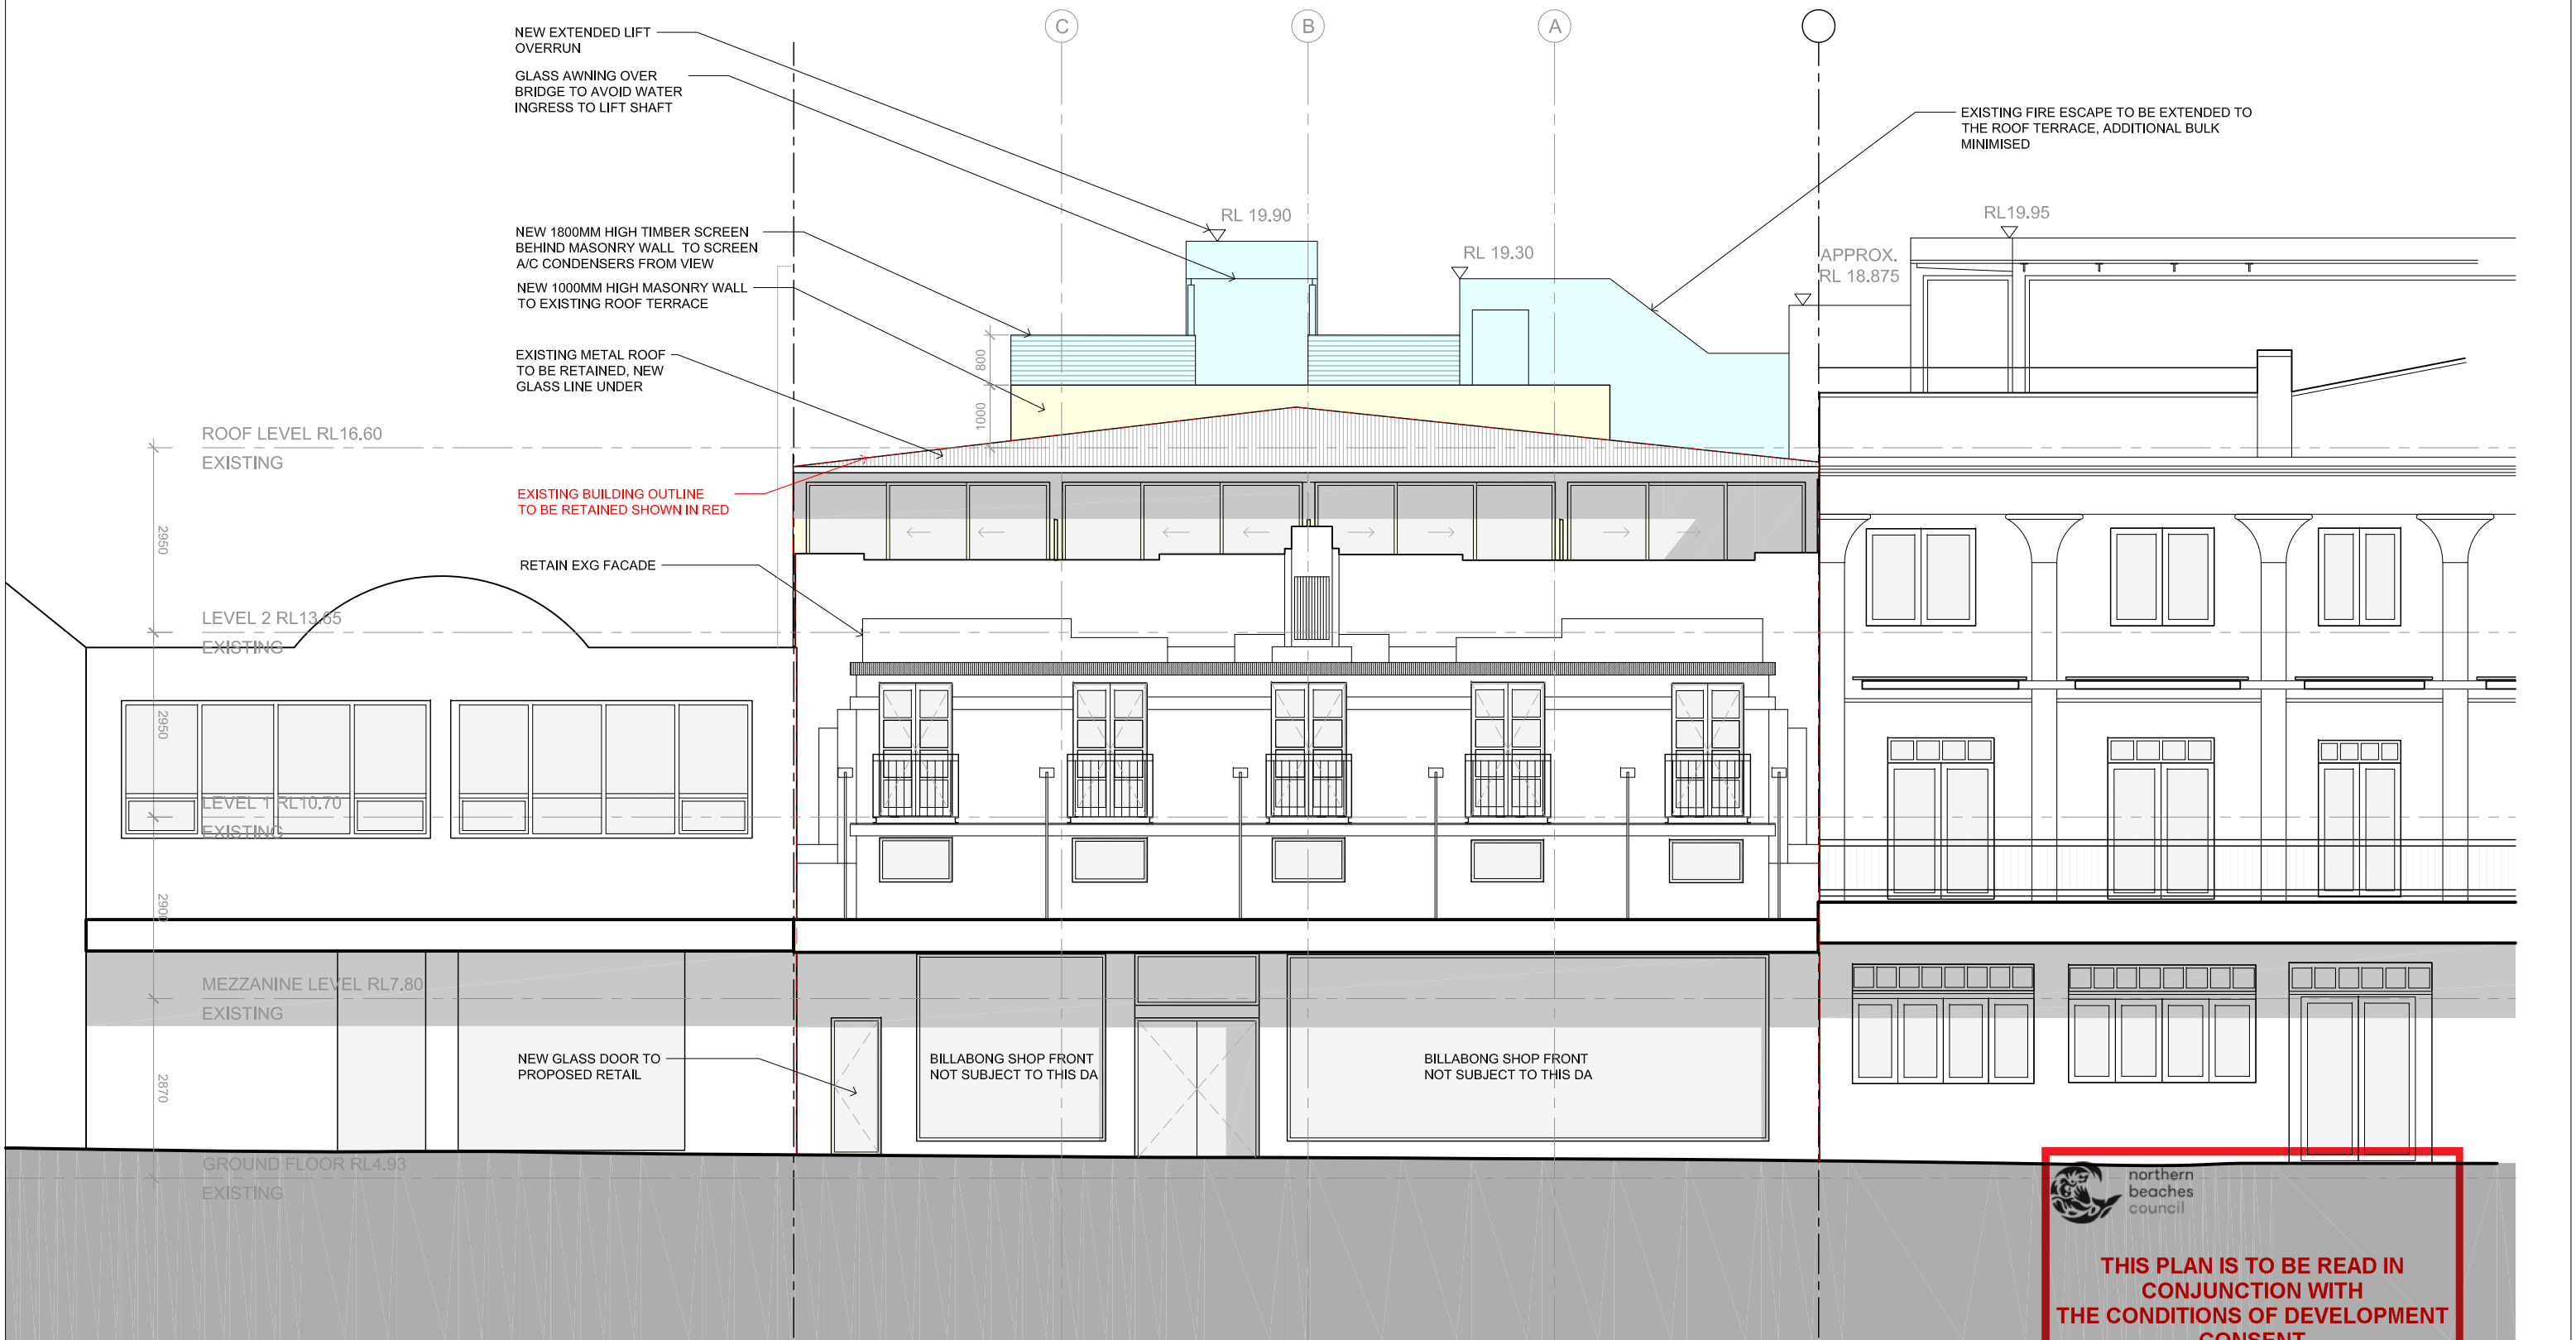 C
B
A
NEW EXTENDED LIFT
OVERRUN
GLASS AWNING OVER
BRIDGE TO AVOID WATER
INGRESS TO LIFT SHAFT
EXISTING FIRE ESCAPE TO BE EXTENDED TO
THE ROOF TERRACE, ADDITIONAL BULK
MINIMISED
RL 19.90
RL19.95
NEW 1800MM HIGH TIMBER SCREEN
BEHIND MASONRY WALL TO SCREEN
A/C CONDENSERS FROM VIEW
RL 19.30
APPROX.
RL 18.875
NEW 1000MM HIGH MASONRY WALL
TO EXISTING ROOF TERRACE
EXISTING METAL ROOF
TO BE RETAINED, NEW
GLASS LINE UNDER
800
1000
ROOF LEVEL RL16.60
EXISTING
EXISTING BUILDING OUTLINE
TO BE RETAINED SHOWN IN RED
2950
RETAIN EXG FACADE
LEVEL 2 RL13.65
EXISTING
2950
LEVEL 1 RL10.70
EXISTING
2900
MEZZANINE LEVEL RL7.80
EXISTING
NEW GLASS DOOR TO
PROPOSED RETAIL
BILLABONG SHOP FRONT
NOT SUBJECT TO THIS DA
BILLABONG SHOP FRONT
NOT SUBJECT TO THIS DA
2870
GROUND FLOOR RL4.93
EXISTING
northern
beaches
council
THIS PLAN IS TO BE READ IN
CONJUNCTION WITH
THE CONDITIONS OF DEVELOPMENT
CONSENT